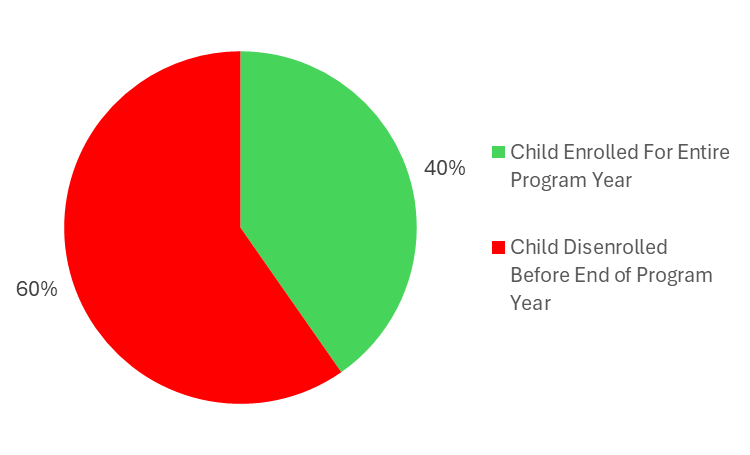 40%
Child Enrolled For Entire
Program Year
Child Disenrolled
Before End of Program
Year
60%